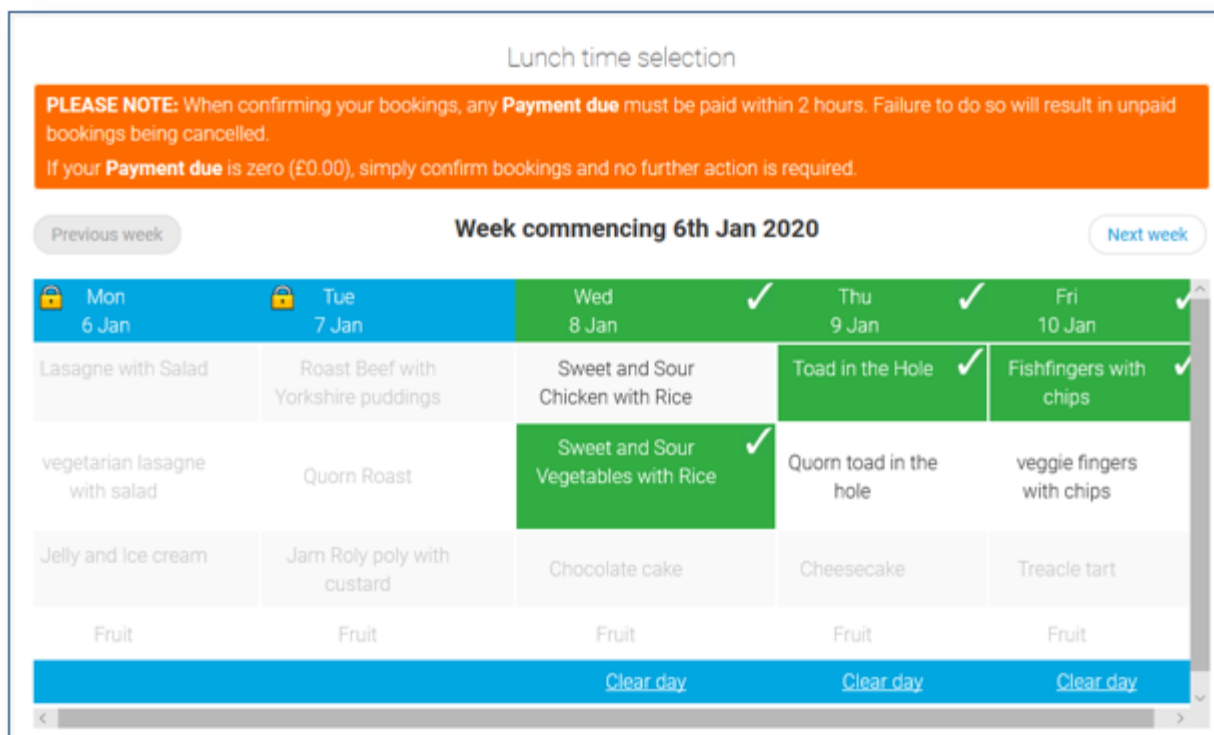 Lunch time selection
PLEASE NOTE: When confirming your bookings, any Payment due must be paid within 2 hours. Failure to do so will result in unpaid
bookings being cancelled.
If your Payment due is zero (£0.00), simply confirm bookings and no further action is required.
Previous week
Week commencing 6th Jan 2020
Next week
Mon
6 Jan
Tue
7 Jan
Wed
8 Jan
Thu
9 Jan
Fri
10 Jan
Lasagne with Salad
Roast Beef with
Yorkshire puddings
Sweet and Sour
Chicken with Rice
Toad in the Hole
Fishfingers with
chips
vegetarian lasagne
with salad
Quorn Roast
Sweet and Sour
Vegetables with Rice
Quorn toad in the
hole
veggie fingers
with chips
Jelly and Ice cream
Jam Roly poly with
custard
Chocolate cake
Cheesecake
Treacle tart
Fruit
Fruit
Fruit
Fruit
Fruit
Clear day
Clear day
Clear day